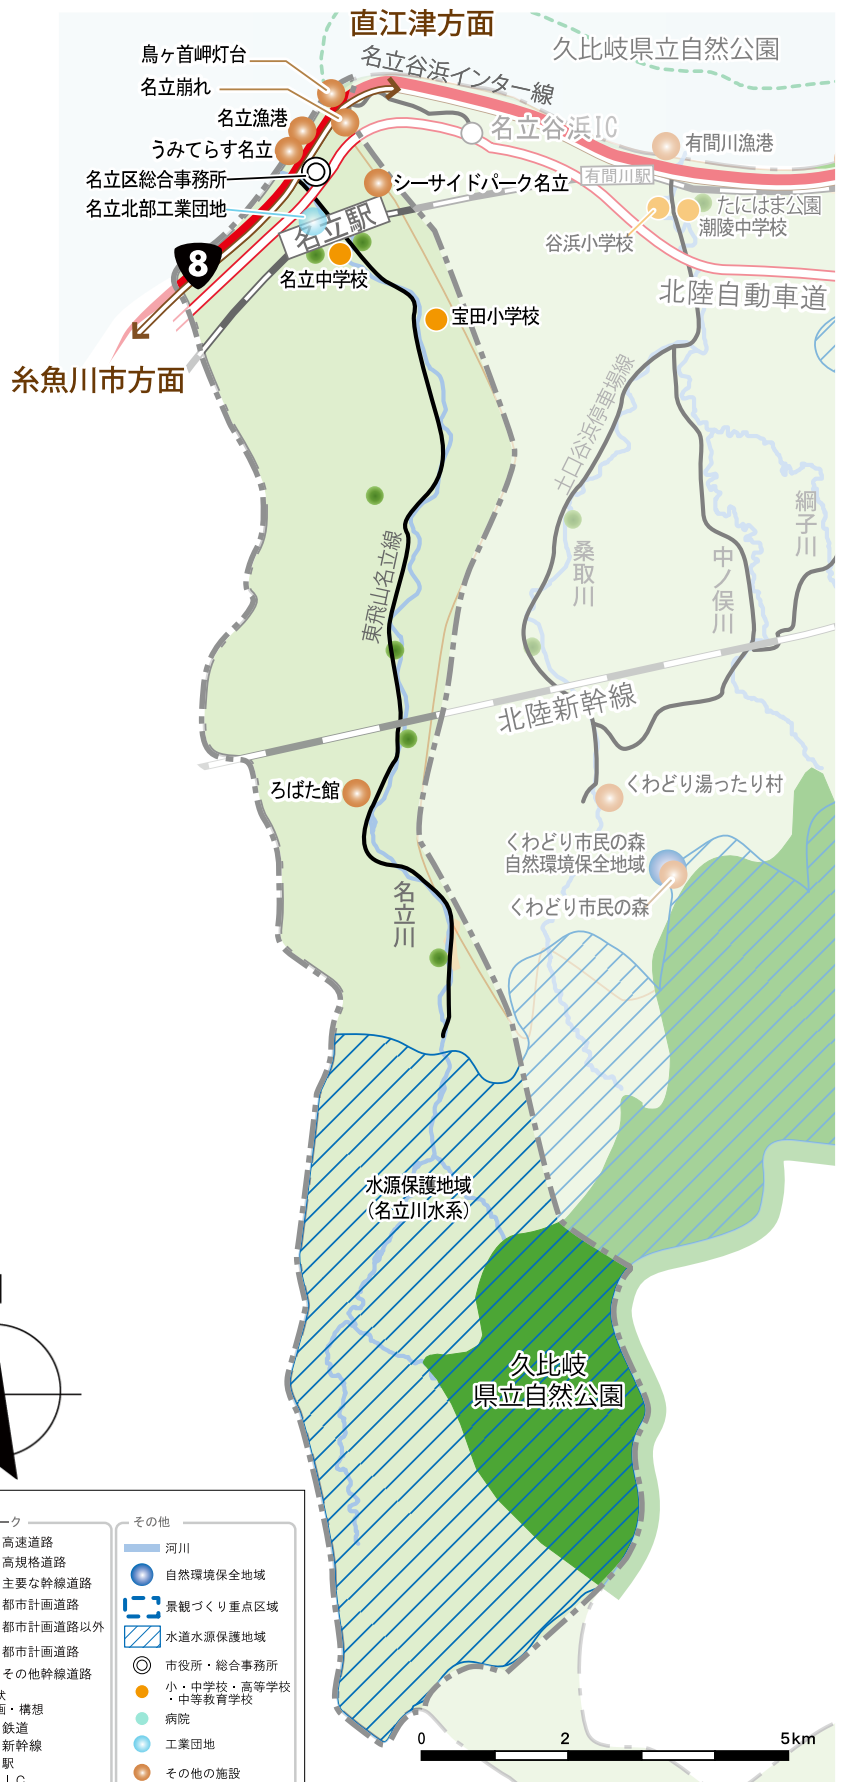 直江津方面
鳥ヶ首岬灯台
名立崩れ
名立漁港
うみてらす名立
名立区総合事務所
名立北部工業団地
名立谷浜インター線
久比岐県立自然公園
名立谷浜IC
有間川漁港
シーサイドパーク名立
有間川駅
たにはま公園
潮陵中学校
谷浜小学校
名立駅
8
名立中学校
北陸自動車道
宝田小学校
糸魚川市方面
土口谷浜停車場線
綱子川
東飛山名立線
桑取川
中ノ俣川
北陸新幹線
ろばた館
くわどり湯ったり村
くわどり市民の森
自然環境保全地域
くわどり市民の森
名立川
水源保護地域
（名立川水系）
久比岐
県立自然公園
ーク
高速道路
高規格道路
主要な幹線道路
都市計画道路
都市計画道路以外
都市計画道路
その他幹線道路
状
画・構想
鉄道
新幹線
駅
IC
その他
河川
自然環境保全地域
景観づくり重点区域
水道水源保護地域
市役所・総合事務所
小・中学校・高等学校
・中等教育学校
病院
工業団地
その他の施設
0 2 5km